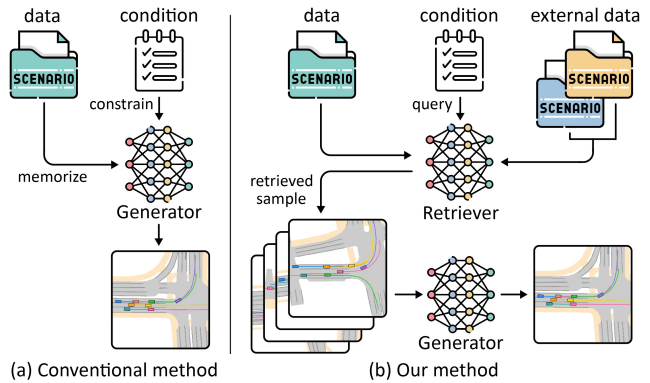 data
condition
SCENARIO
constrain
memorize
Generator
(a) Conventional method
data
condition
external data
SCENARIO
query
SCENARIO
SCENARIO
retrieved
sample
Retriever
Generator
(b) Our method